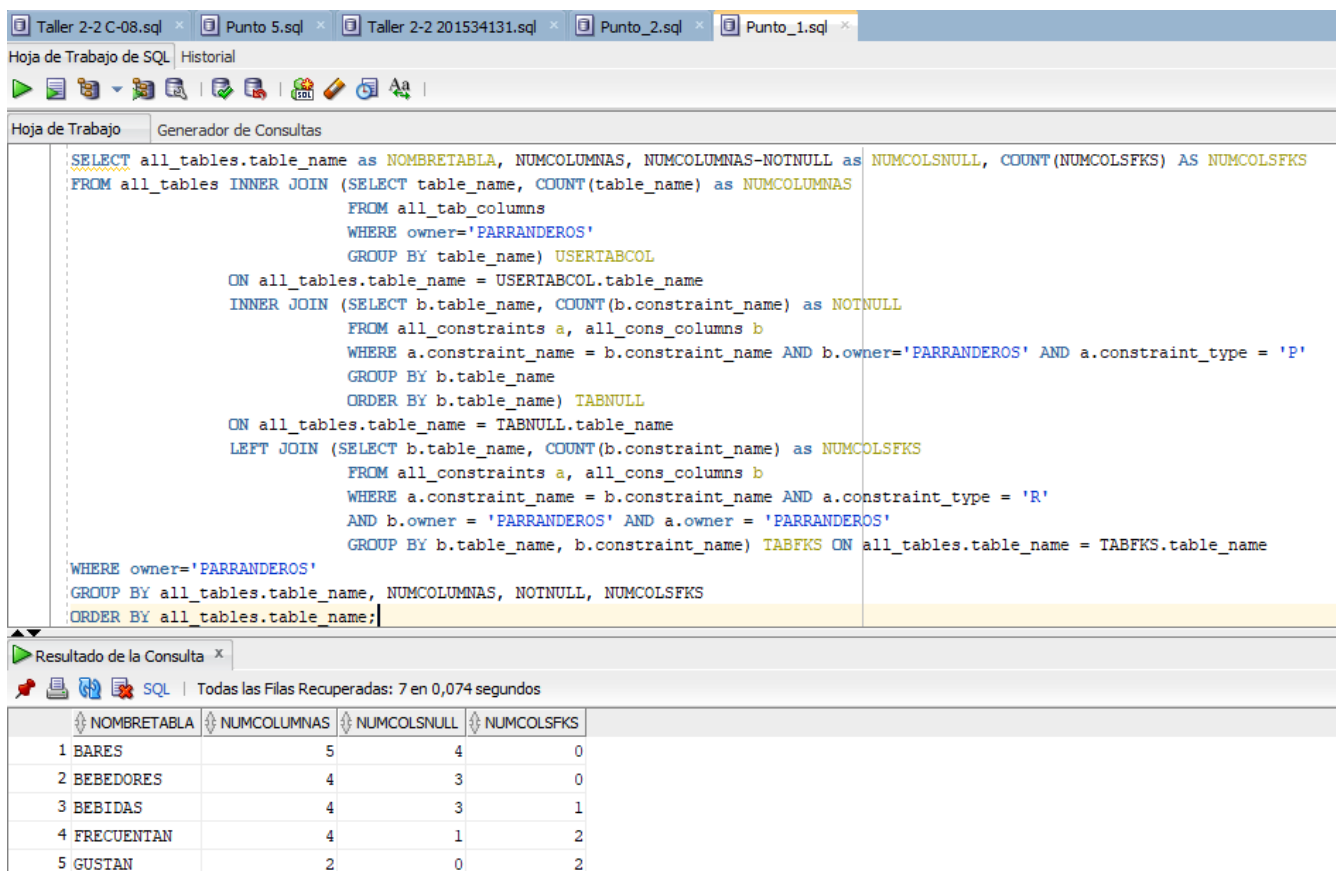 Taller 2-2 C-08.sql × Punto 5.sql × Taller 2-2 201534131.sql × Punto_2.sql × Punto_1.sql ×
Hoja de Trabajo de SQL Historial
Hoja de Trabajo Generador de Consultas
SELECT all_tables.table_name as NOMBRETABLA, NUMCOLUMNAS, NUMCOLUMNAS-NOTNULL as NUMCOLSNULL, COUNT(NUMCOLSFKS) AS NUMCOLSFKS
FROM all_tables INNER JOIN (SELECT table_name, COUNT(table_name) as NUMCOLUMNAS
FROM all_tab_columns
WHERE owner='PARRANDEROS'
GROUP BY table_name) USERTABCOL
ON all_tables.table_name = USERTABCOL.table_name
INNER JOIN (SELECT b.table_name, COUNT(b.constraint_name) as NOTNULL
FROM all_constraints a, all_cons_columns b
WHERE a.constraint_name = b.constraint_name AND b.owner='PARRANDEROS' AND a.constraint_type = 'P'
GROUP BY b.table_name
ORDER BY b.table_name) TABNULL
ON all_tables.table_name = TABNULL.table_name
LEFT JOIN (SELECT b.table_name, COUNT(b.constraint_name) as NUMCOLSFKS
FROM all_constraints a, all_cons_columns b
WHERE a.constraint_name = b.constraint_name AND a.constraint_type = 'R'
AND b.owner = 'PARRANDEROS' AND a.owner = 'PARRANDEROS'
GROUP BY b.table_name, b.constraint_name) TABFKS ON all_tables.table_name = TABFKS.table_name
WHERE owner='PARRANDEROS'
GROUP BY all_tables.table_name, NUMCOLUMNAS, NOTNULL, NUMCOLSFKS
ORDER BY all_tables.table_name;
Resultado de la Consulta ×
SQL | Todas las Filas Recuperadas: 7 en 0,074 segundos
NOMBRETABLA NUMCOLUMNAS NUMCOLSNULL NUMCOLSFKS
1 BARES 5 4 0
2 BEBEDORES 4 3 0
3 BEBIDAS 4 3 1
4 FRECUENTAN 4 1 2
5 GUSTAN 2 0 2